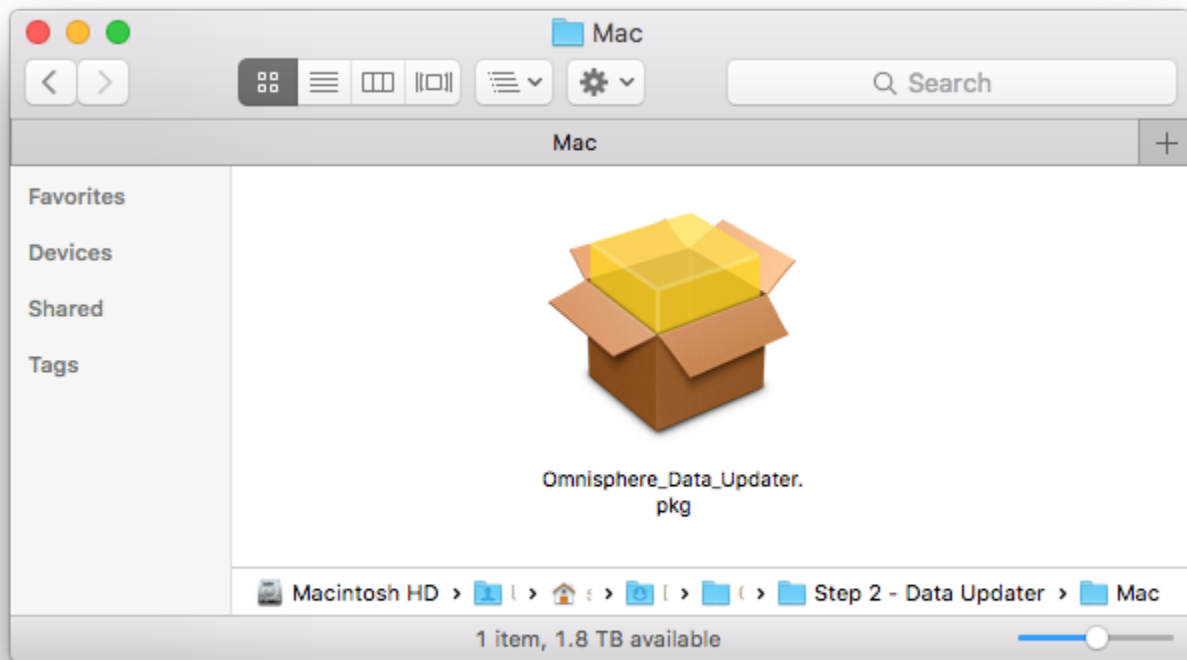 Mac
Search
Mac
Favorites
Devices
Shared
Tags
Omnisphere_Data_Updater.
pkg
Macintosh HD Step 2 - Data Updater Mac
1 item, 1.8 TB available